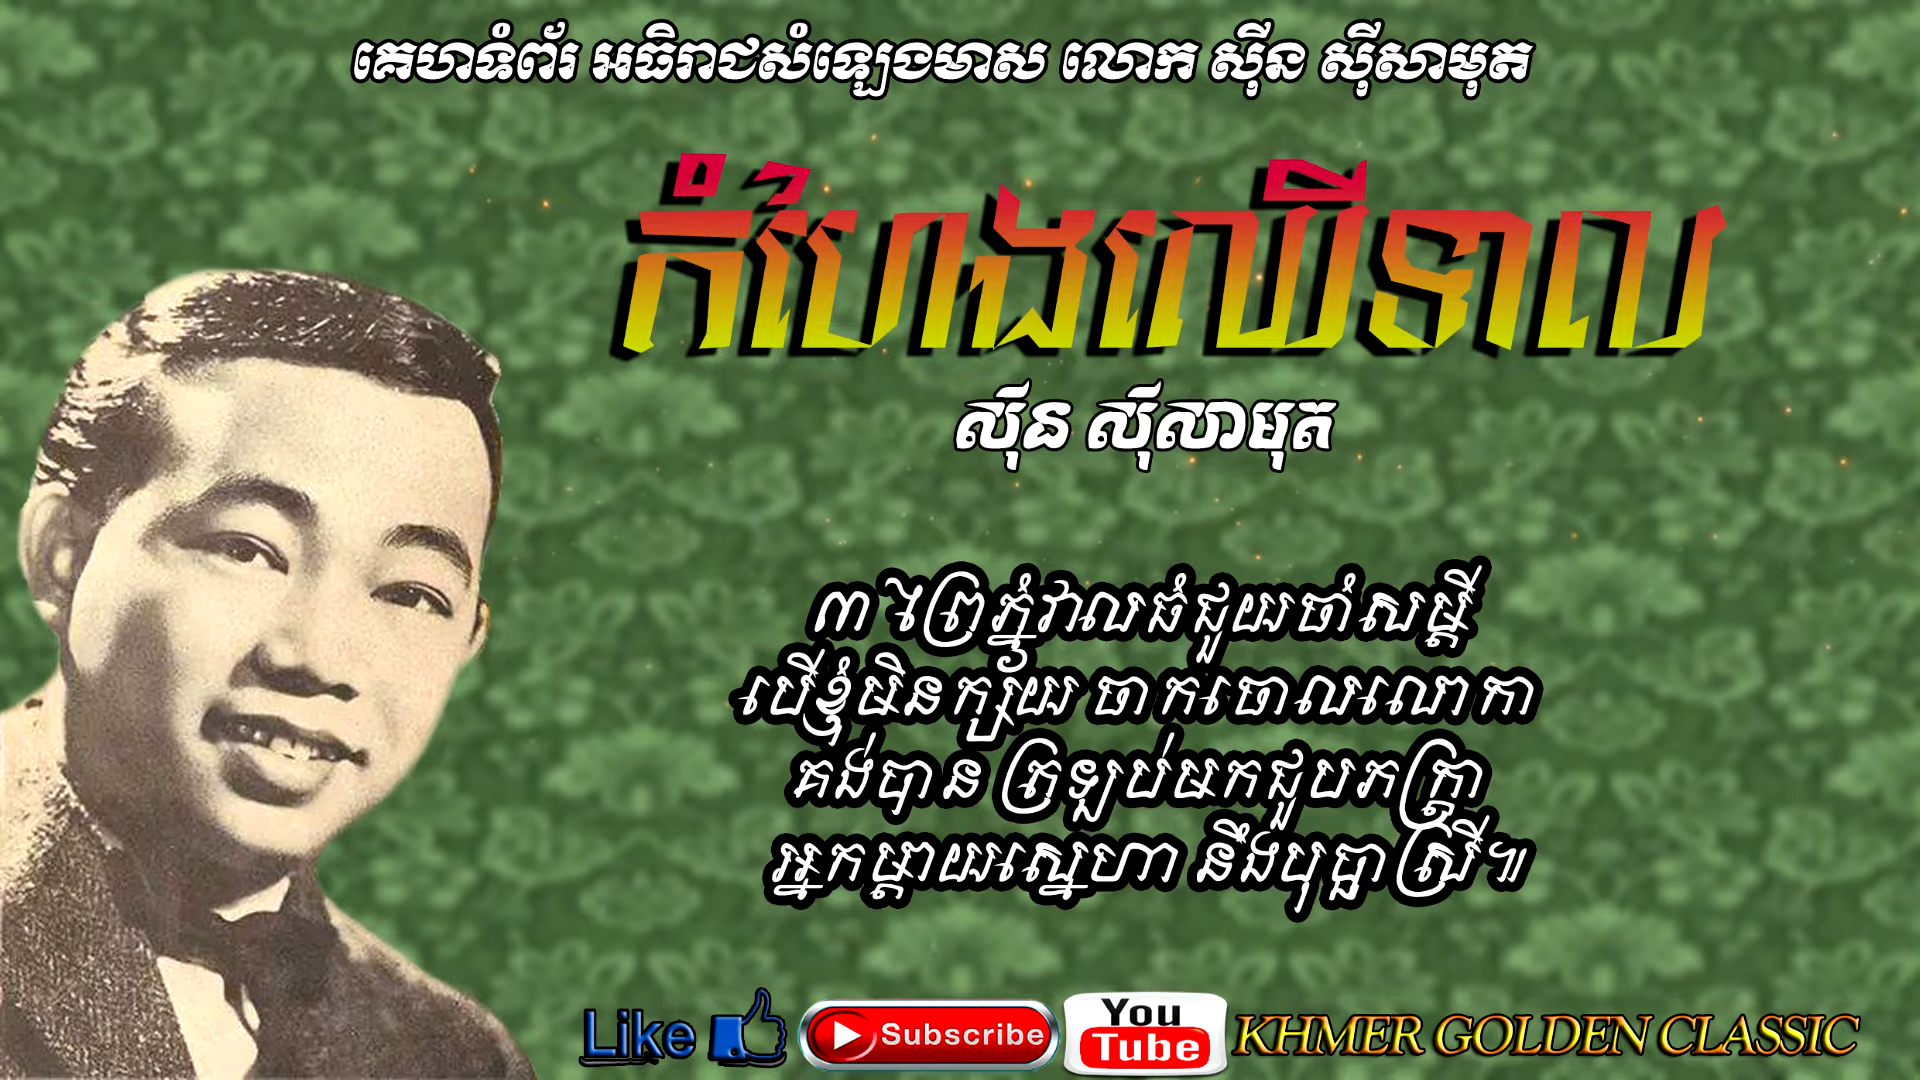 គេហទំព័រ អធិរាជសំឡេងមាស លោក ស៊ីន ស៊ីសាមុត
កំហែងឈើទាល
ស៊ីន ស៊ីសាមុត
៣ ៎ ព្រៃភ្នំវាលធំជួយចាំសម្ដី
បើខ្ញុំមិនក្ស័យ ចាកចោលលោកា
គង់បាន ត្រឡប់មកជួបភក្ត្រា
អ្នកម្ដាយស្នេហា នឹងបុប្ផាស្រី៕
Like
Subscribe
You
Tube
KHMER GOLDEN CLASSIC